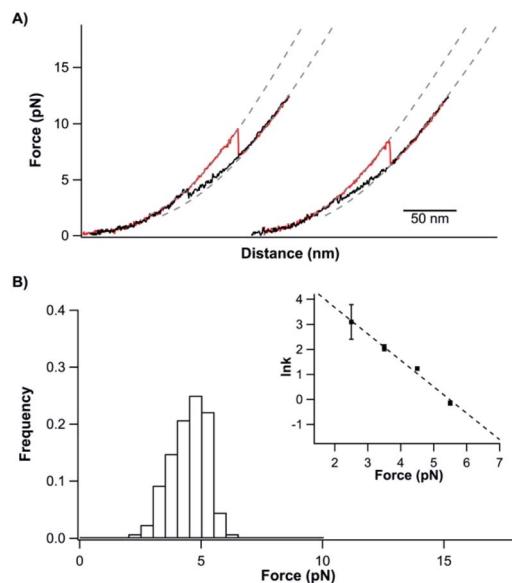 A)
15
10
5
0
Force (pN)
50 nm
Distance (nm)
B)
0.4
0.3
0.2
0.1
0.0
Frequency
0
5
10
15
Force (pN)
4
3
2
1
0
-1
lnk
2 3 4 5 6 7
Force (pN)